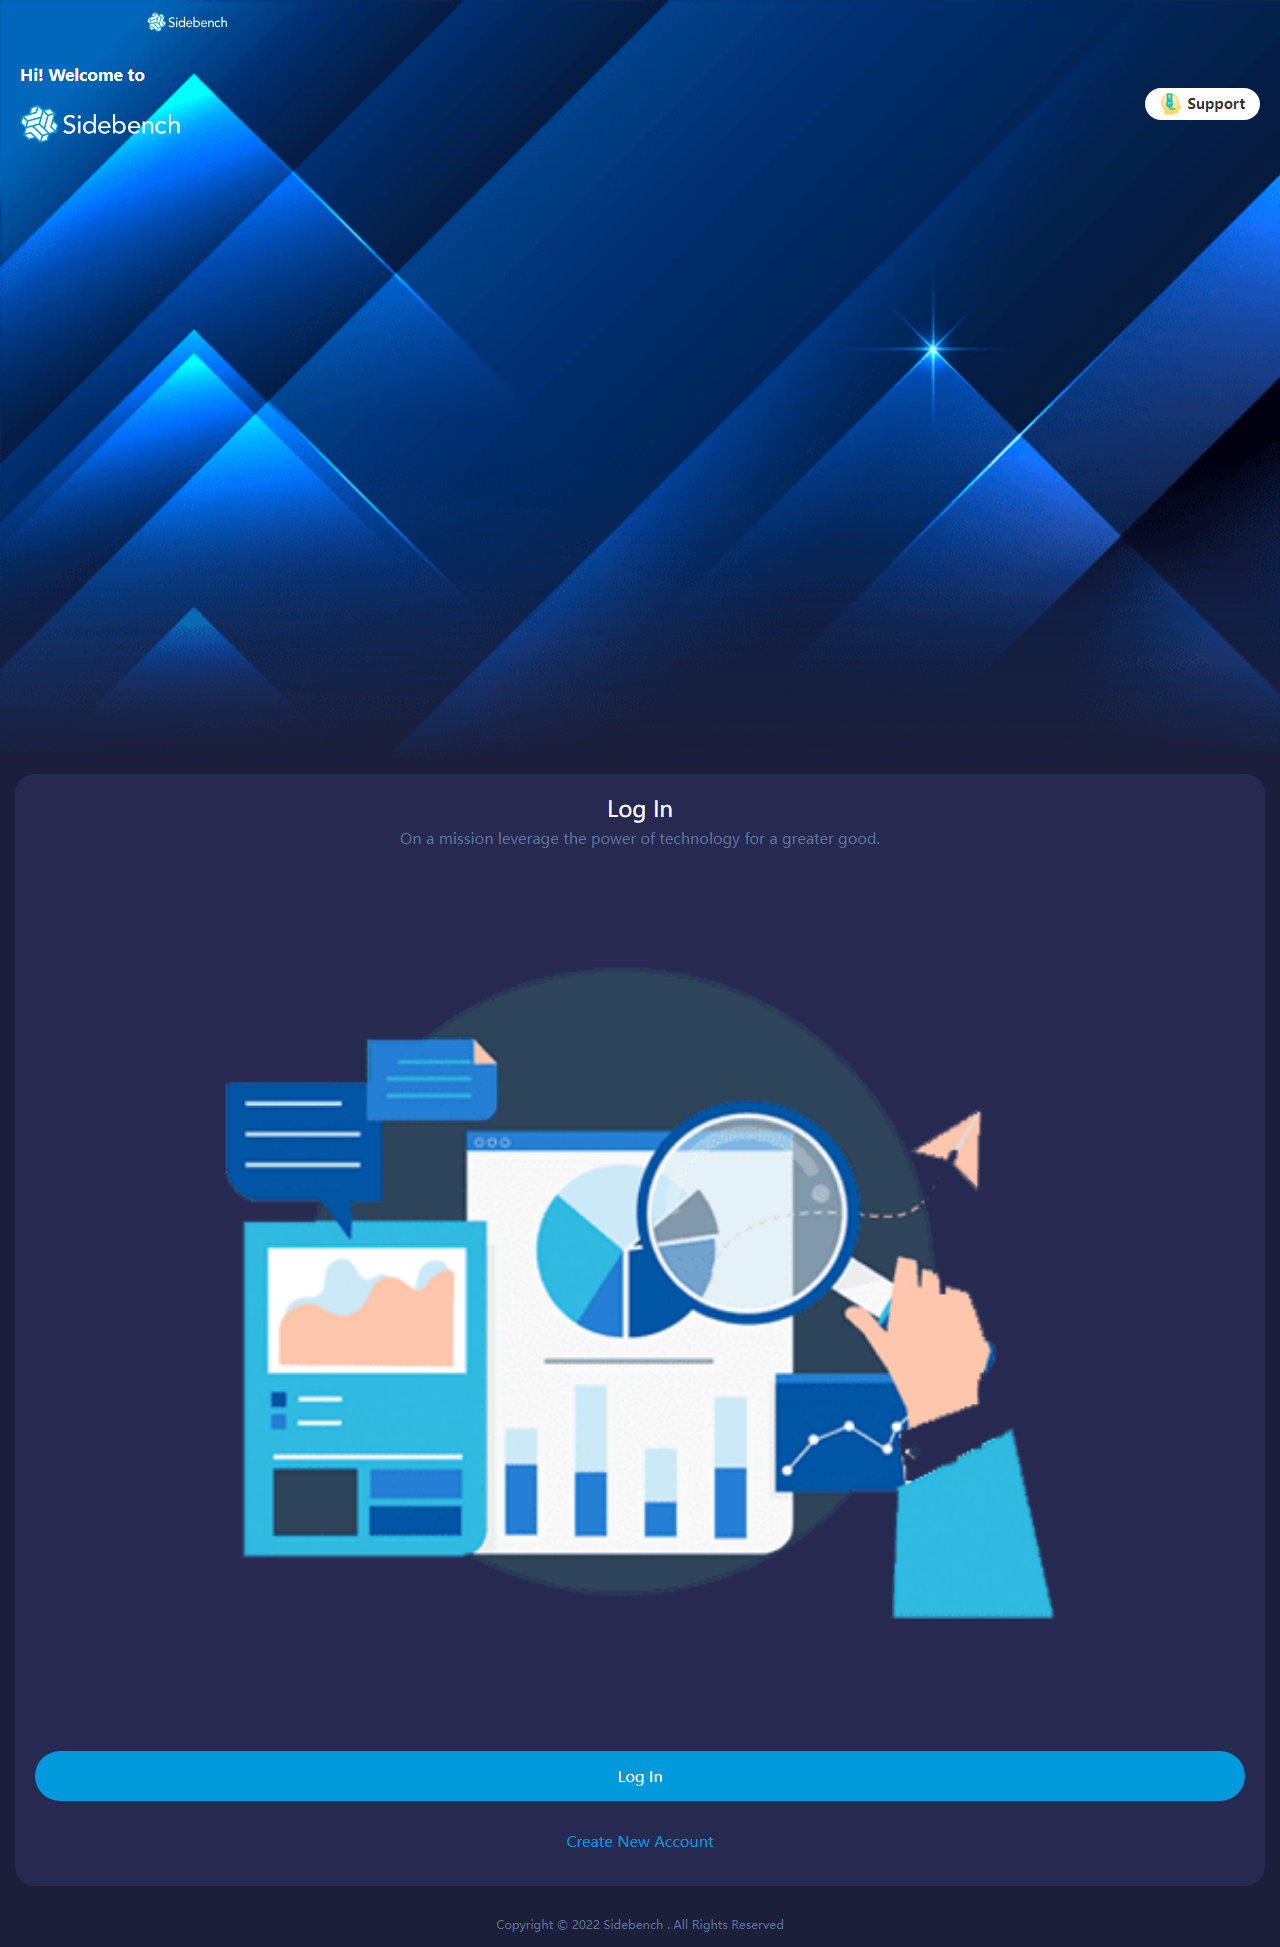 Sidebench
Hi! Welcome to
Sidebench
Support
Log In
On a mission leverage the power of technology for a greater good.
Log In
Create New Account
Copyright © 2022 Sidebench . All Rights Reserved